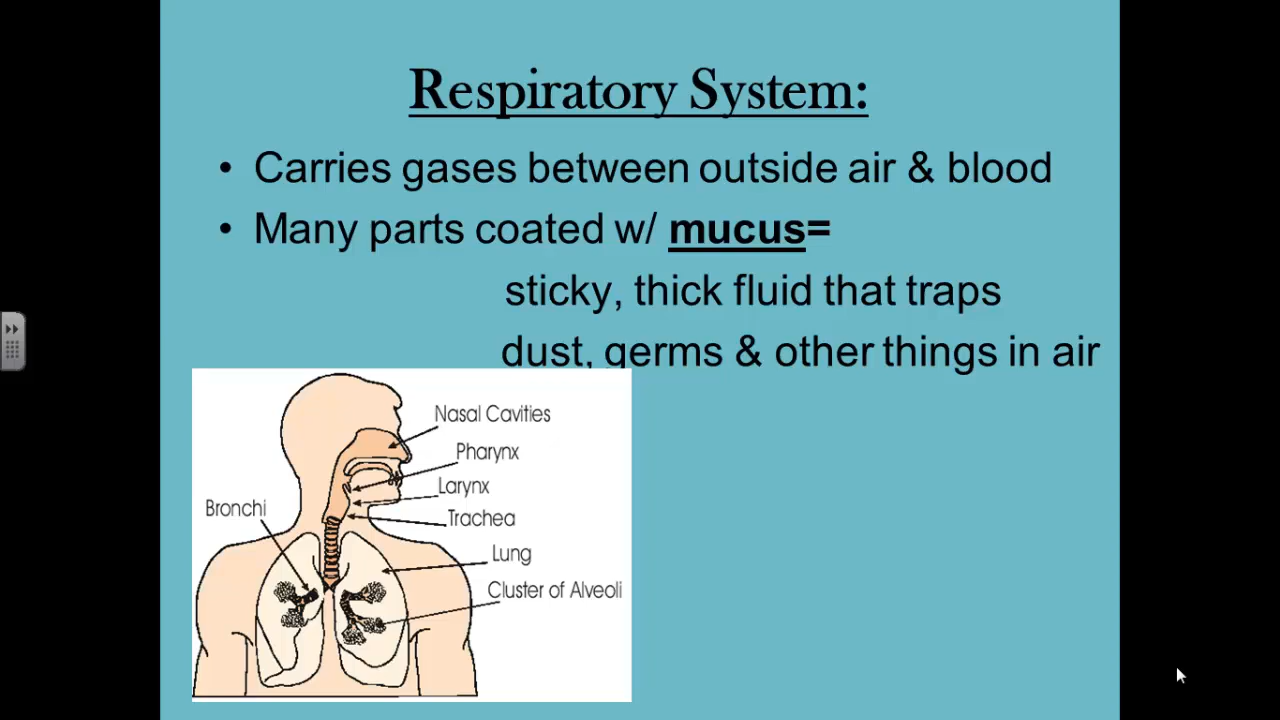 Respiratory System:
• Carries gases between outside air & blood
• Many parts coated w/ mucus=
sticky, thick fluid that traps
dust, germs & other things in air
Nasal Cavities
Pharynx
Larynx
Bronchi
Trachea
Lung
Cluster of Alveoli